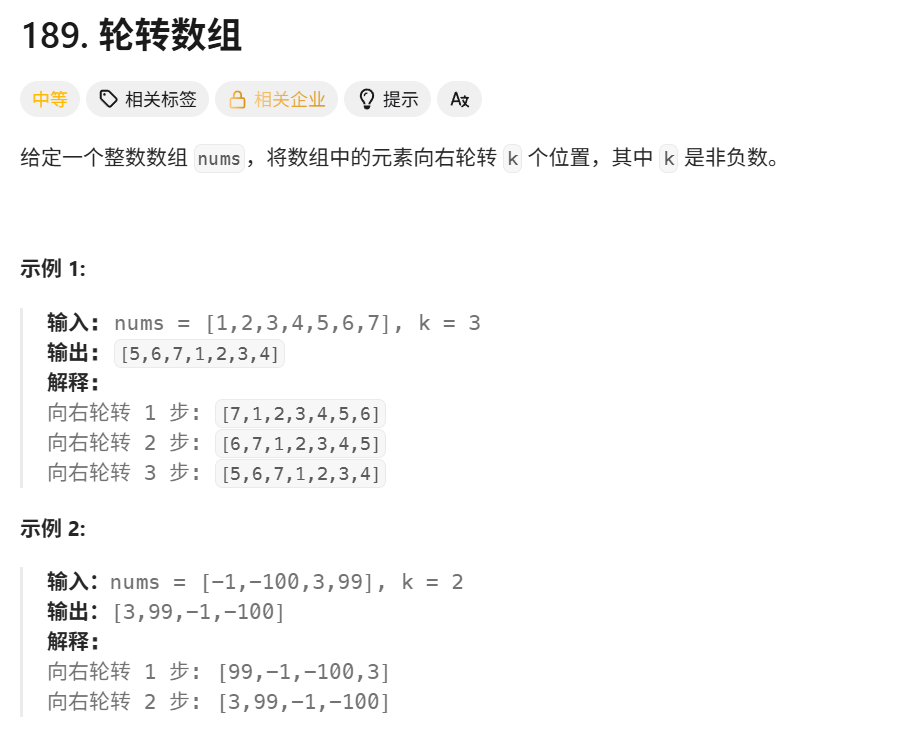 189. 轮转数组
中等 相关标签 相关企业 提示 Aあ
给定一个整数数组 nums，将数组中的元素向右轮转 k 个位置，其中 k 是非负数。
示例 1:
输入: nums = [1,2,3,4,5,6,7], k = 3
输出: [5,6,7,1,2,3,4]
解释:
向右轮转 1 步: [7,1,2,3,4,5,6]
向右轮转 2 步: [6,7,1,2,3,4,5]
向右轮转 3 步: [5,6,7,1,2,3,4]
示例 2:
输入：nums = [-1,-100,3,99], k = 2
输出：[3,99,-1,-100]
解释:
向右轮转 1 步: [99,-1,-100,3]
向右轮转 2 步: [3,99,-1,-100]